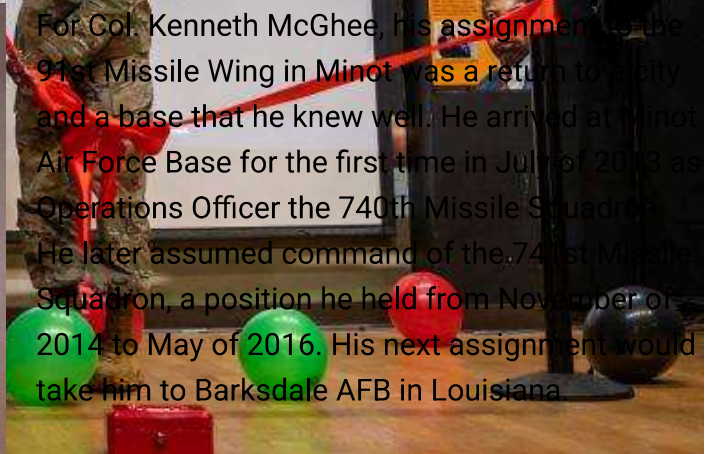 For Col. Kenneth McGhee, his assignment to the
91st Missile Wing in Minot was a return to a city
and a base that he knew well. He arrived at Minot
Air Force Base for the first time in July of 2013 as
Operations Officer the 740th Missile Squadron.
He later assumed command of the 741st Missile
Squadron, a position he held from November of
2014 to May of 2016. His next assignment would
take him to Barksdale AFB in Louisiana.